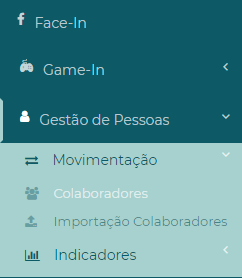 Face-In
Game-In
Gestão de Pessoas
Movimentação
Colaboradores
Importação Colaboradores
Indicadores